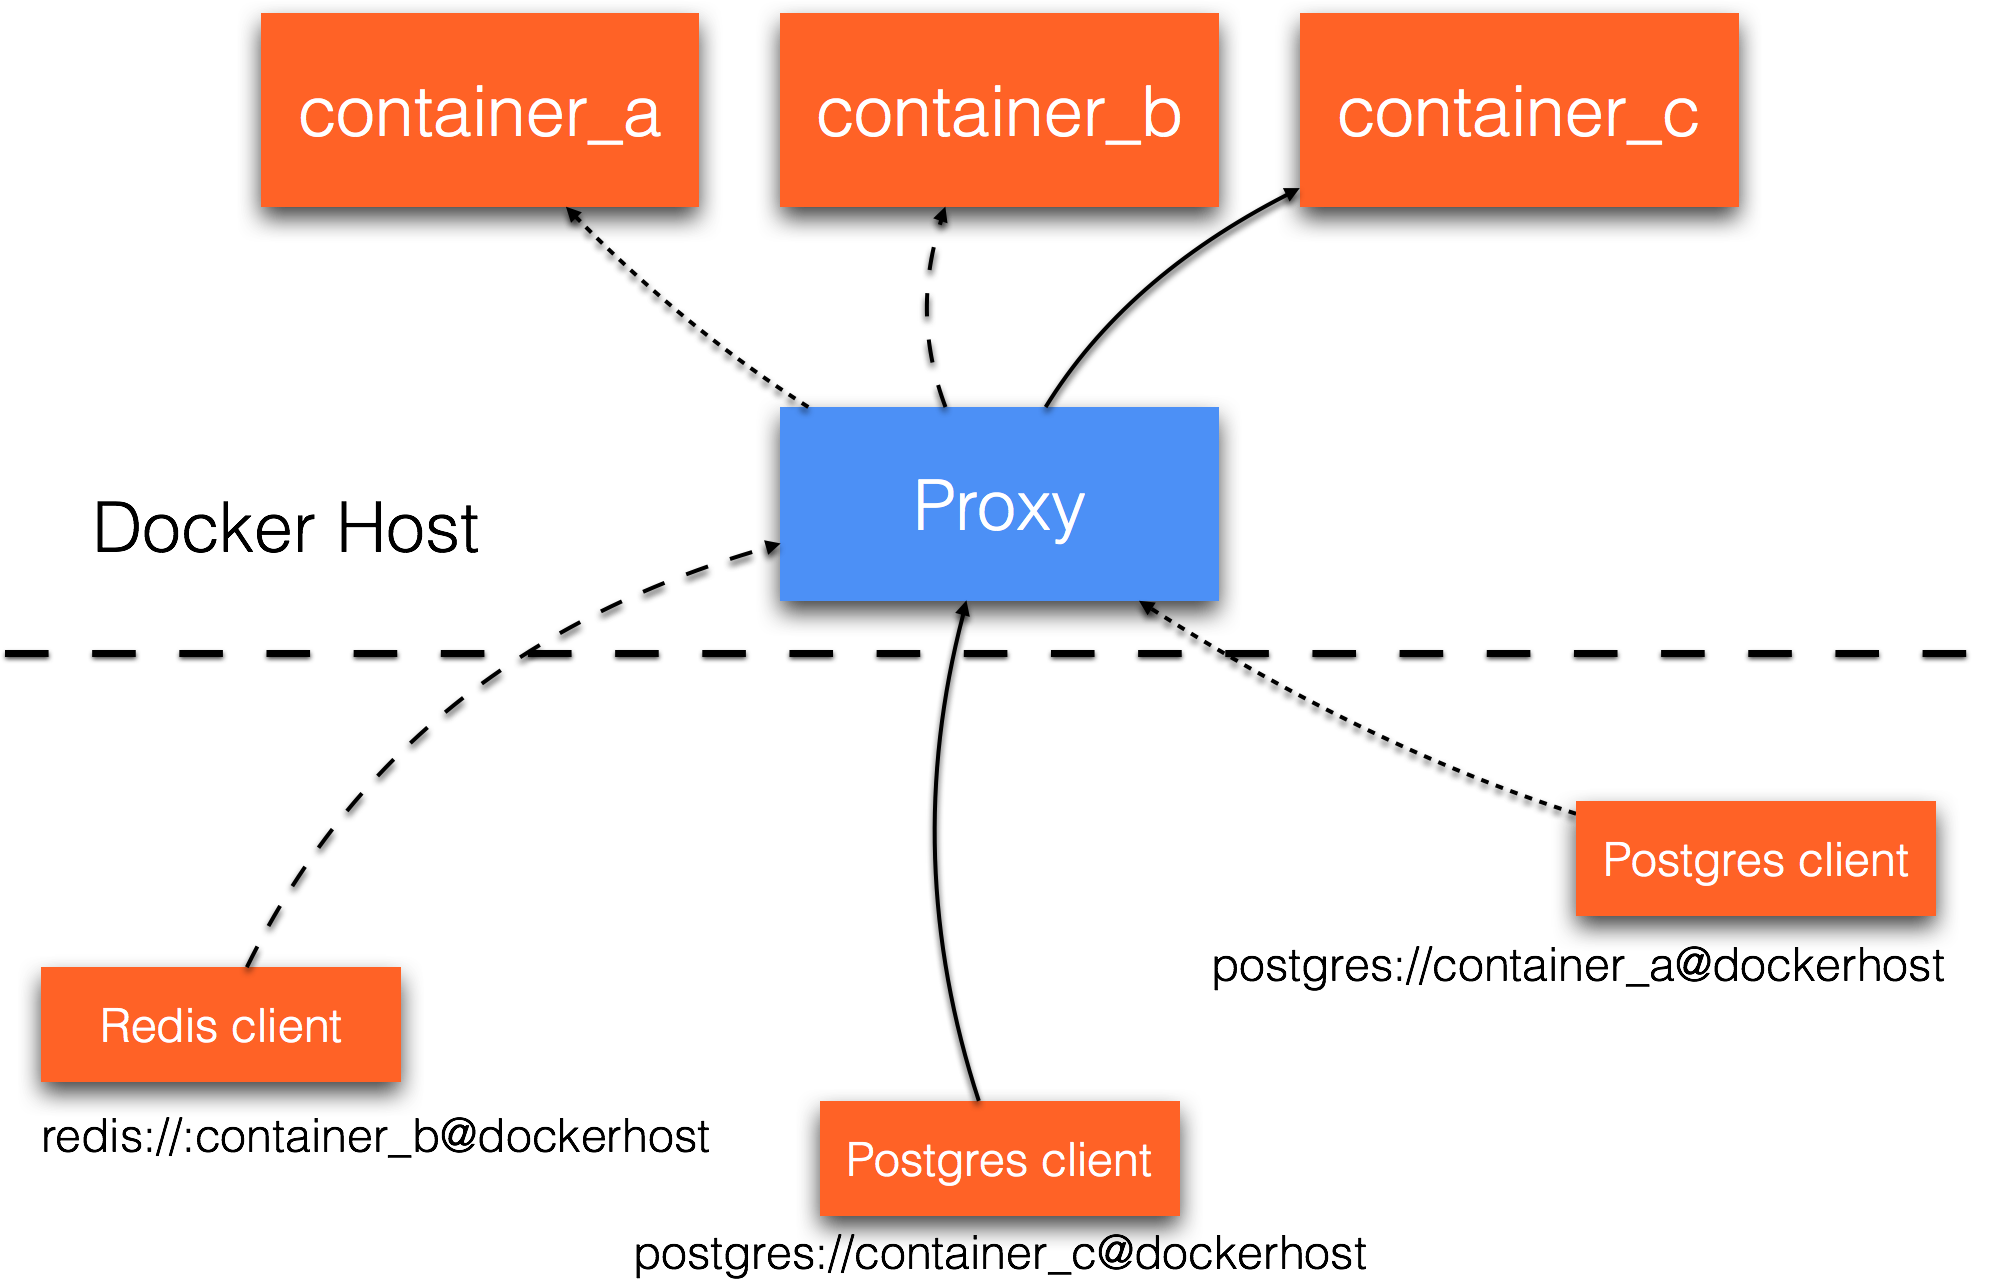 container_a
container_b
container_c
Proxy
Docker Host
Postgres client
postgres://container_a@dockerhost
Redis client
redis://:container_b@dockerhost
Postgres client
postgres://container_c@dockerhost